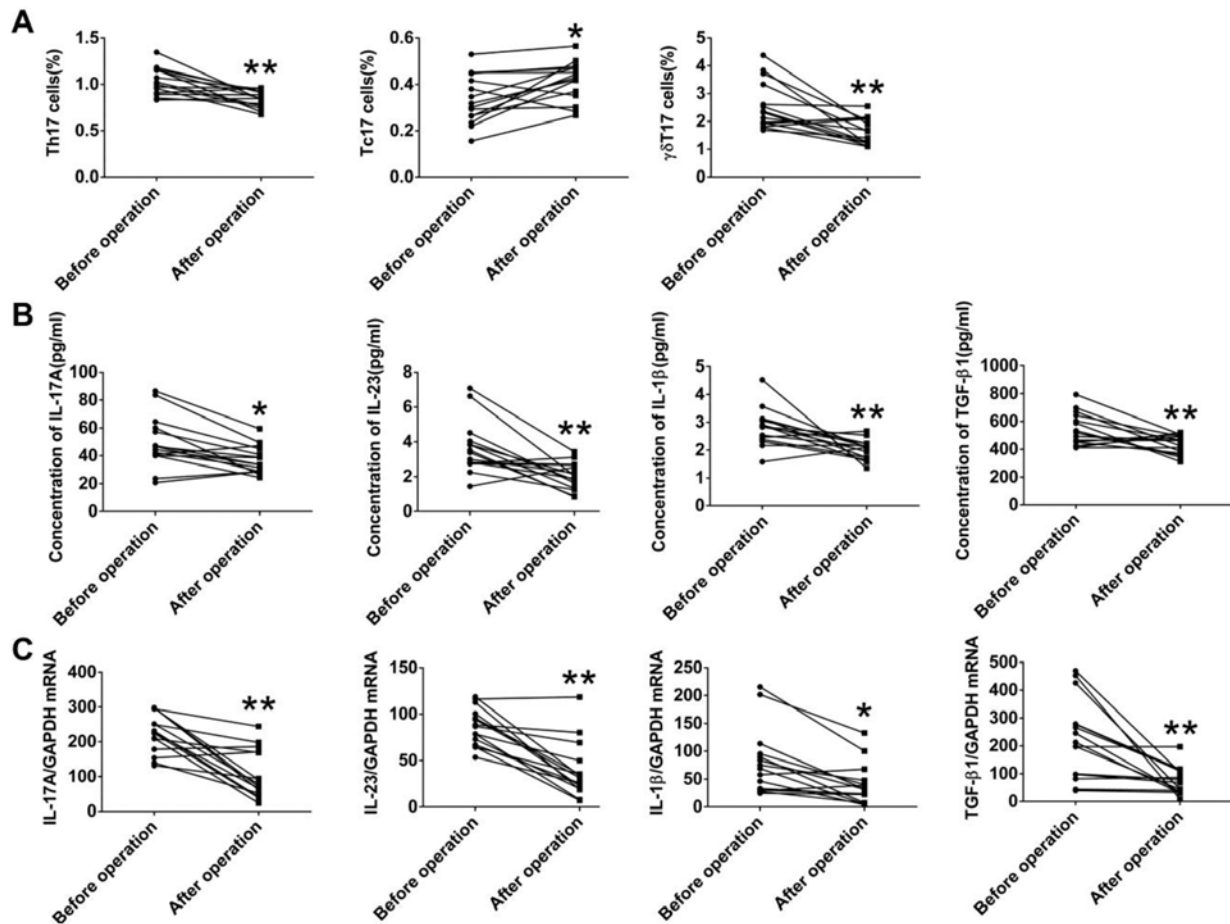 A
Th17 cells(%)
1.5
1.0
0.5
0.0
**
Before operation
After operation
Tc17 cells(%)
0.6
0.4
0.2
0.0
*
Before operation
After operation
γδT17 cells(%)
5
4
3
2
1
0
**
Before operation
After operation
B
Concentration of IL-17A(pg/ml)
100
80
60
40
20
0
*
Before operation
After operation
Concentration of IL-23(pg/ml)
8
6
4
2
0
**
Before operation
After operation
Concentration of IL-1β(pg/ml)
5
4
3
2
1
0
**
Before operation
After operation
Concentration of TGF-β1(pg/ml)
1000
800
600
400
200
0
**
Before operation
After operation
C
IL-17A/GAPDH mRNA
400
300
200
100
0
**
Before operation
After operation
IL-23/GAPDH mRNA
150
100
50
0
**
Before operation
After operation
IL-1β/GAPDH mRNA
250
200
150
100
50
0
*
Before operation
After operation
TGF-β1/GAPDH mRNA
500
400
300
200
100
0
**
Before operation
After operation